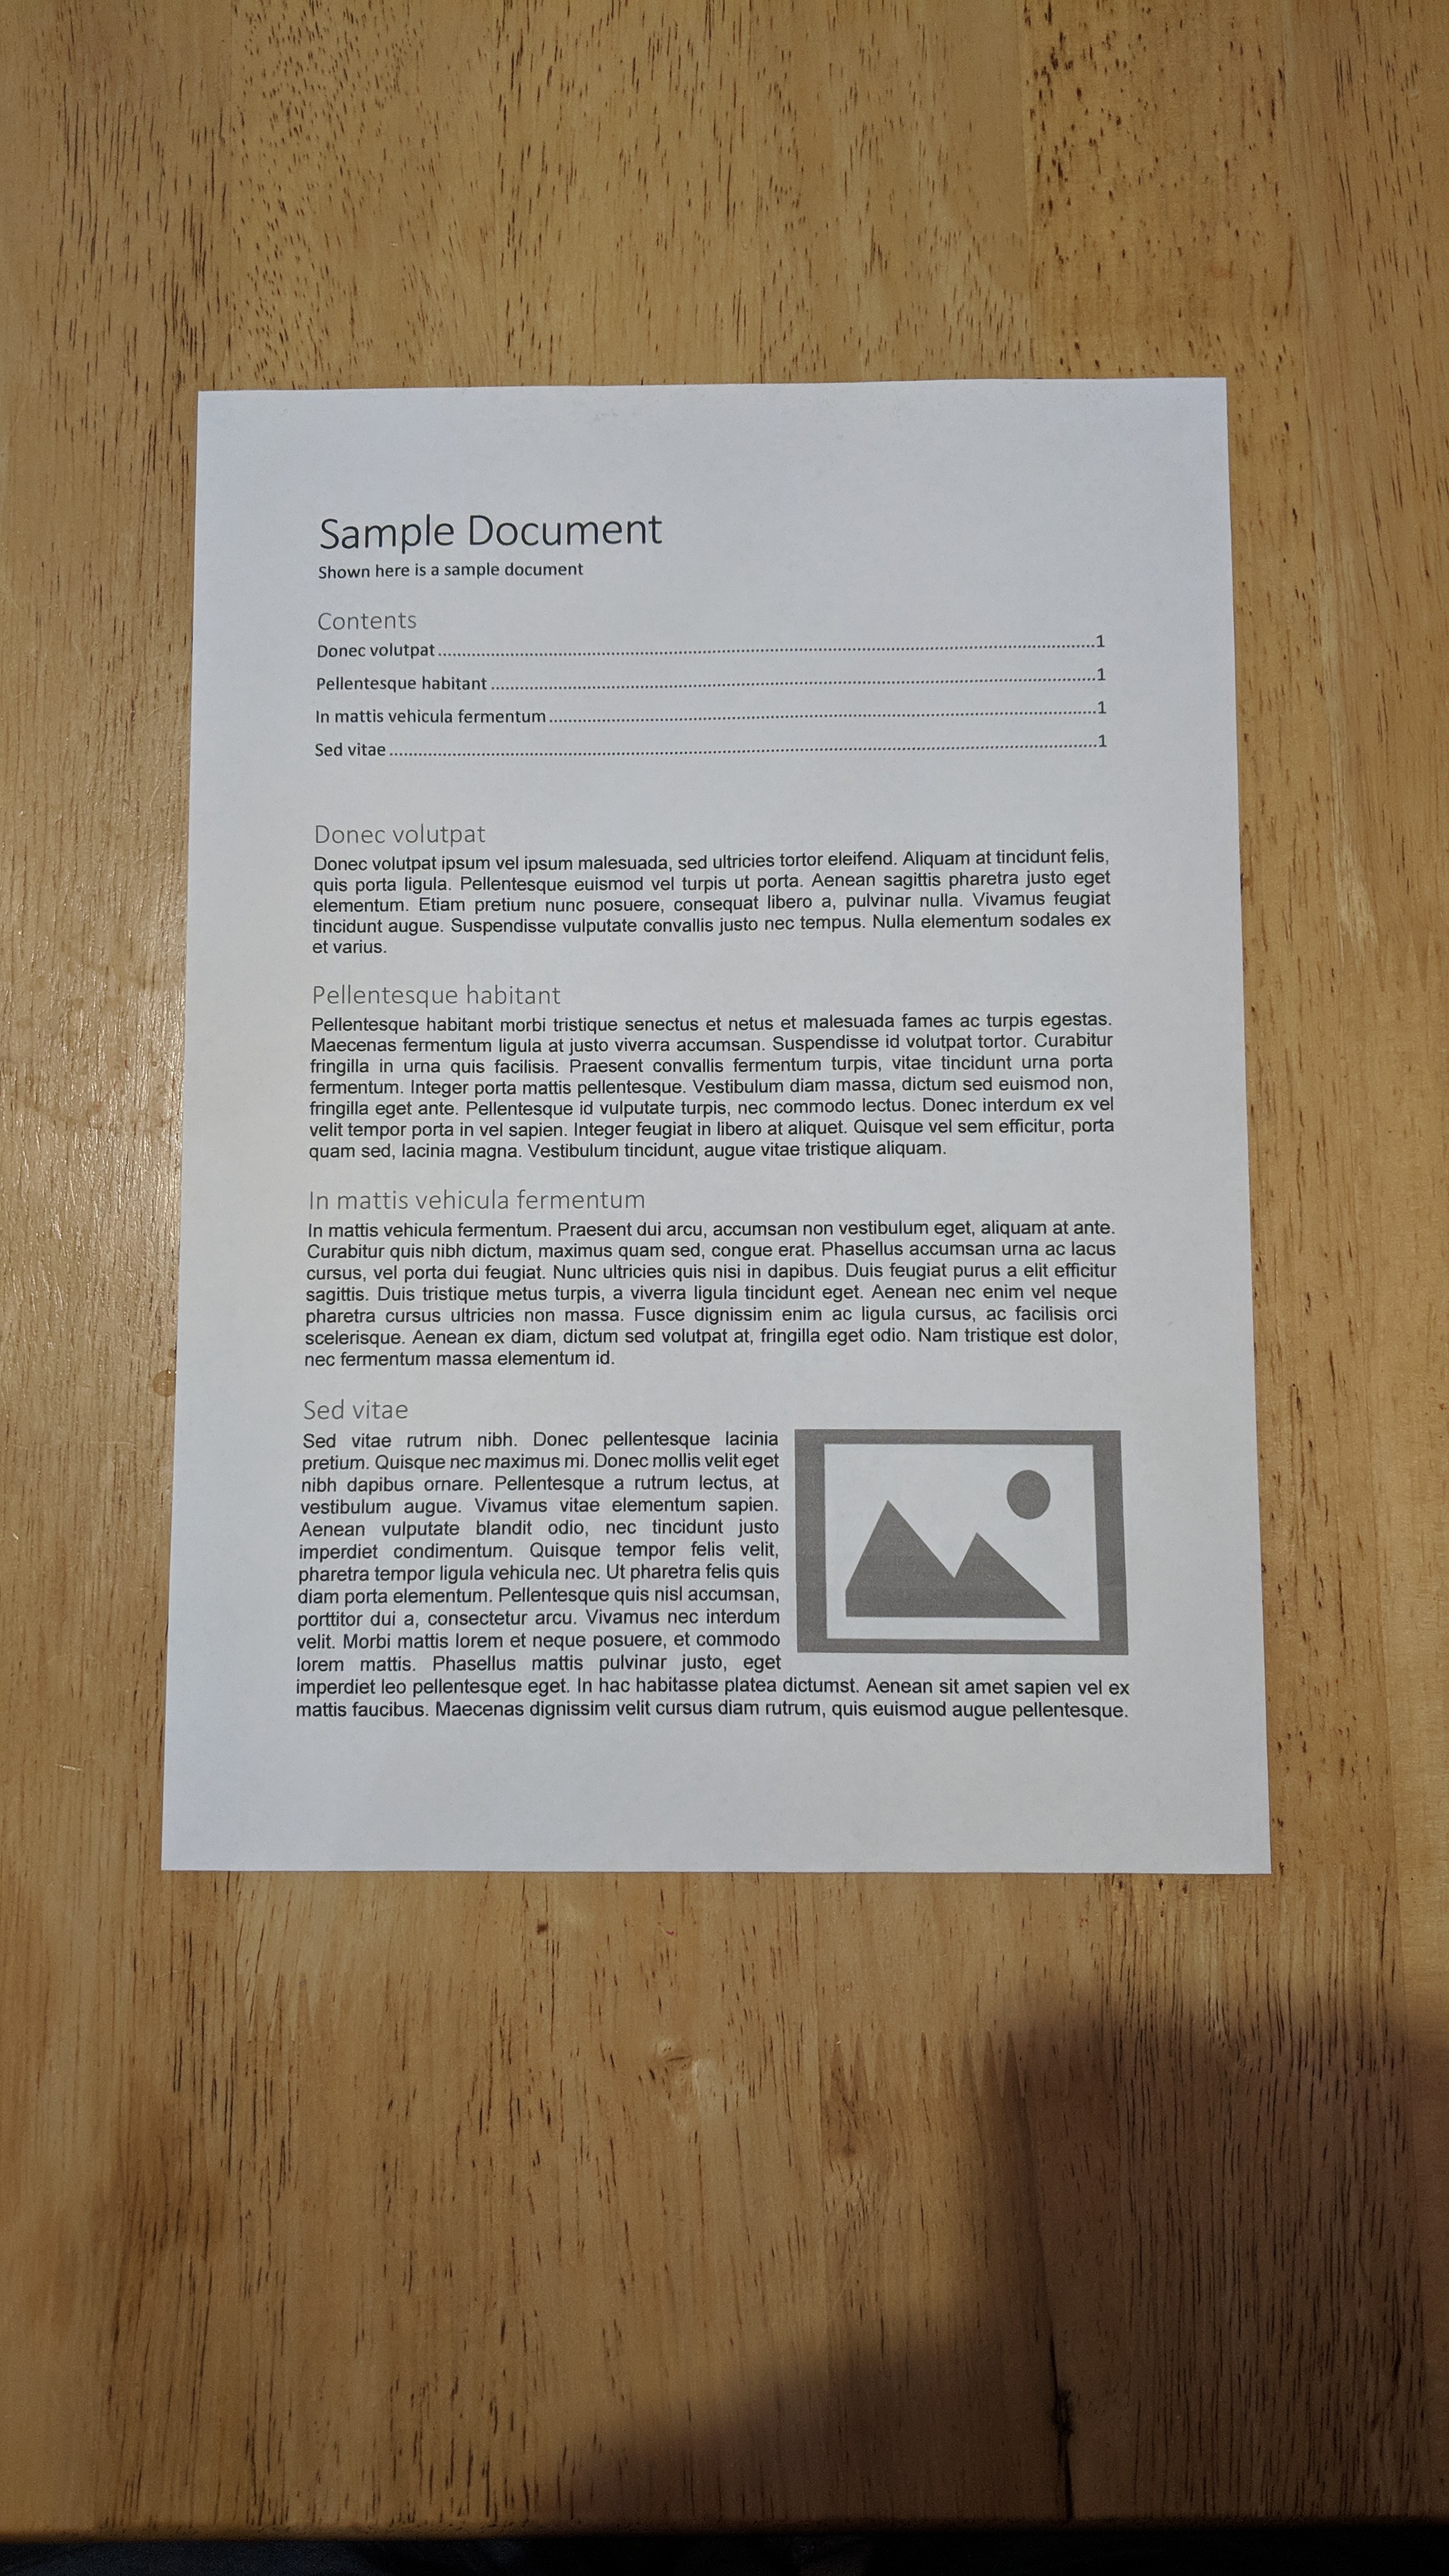 Sample Document
Shown here is a sample document
Contents
Donec volutpat....................................................................................................1
Pellentesque habitant....................................................................................................1
In mattis vehicula fermentum....................................................................................................1
Sed vitae....................................................................................................1
Donec volutpat
Donec volutpat ipsum vel ipsum malesuada, sed ultricies tortor eleifend. Aliquam at tincidunt felis,
quis porta ligula. Pellentesque euismod vel turpis ut porta. Aenean sagittis pharetra justo eget
elementum. Etiam pretium nunc posuere, consequat libero a, pulvinar nulla. Vivamus feugiat
tincidunt augue. Suspendisse vulputate convallis justo nec tempus. Nulla elementum sodales ex
et varius.
Pellentesque habitant
Pellentesque habitant morbi tristique senectus et netus et malesuada fames ac turpis egestas.
Maecenas fermentum ligula at justo viverra accumsan. Suspendisse id volutpat tortor. Curabitur
fringilla in urna quis facilisis. Praesent convallis fermentum turpis, vitae tincidunt urna porta
fermentum. Integer porta mattis pellentesque. Vestibulum diam massa, dictum sed euismod non,
fringilla eget ante. Pellentesque id vulputate turpis, nec commodo lectus. Donec interdum ex vel
velit tempor porta in vel sapien. Integer feugiat in libero at aliquet. Quisque vel sem efficitur, porta
quam sed, lacinia magna. Vestibulum tincidunt, augue vitae tristique aliquam.
In mattis vehicula fermentum
In mattis vehicula fermentum. Praesent dui arcu, accumsan non vestibulum eget, aliquam at ante.
Curabitur quis nibh dictum, maximus quam sed, congue erat. Phasellus accumsan urna ac lacus
cursus, vel porta dui feugiat. Nunc ultricies quis nisi in dapibus. Duis feugiat purus a elit efficitur
sagittis. Duis tristique metus turpis, a viverra ligula tincidunt eget. Aenean nec enim vel neque
pharetra cursus ultricies non massa. Fusce dignissim enim ac ligula cursus, ac facilisis orci
scelerisque. Aenean ex diam, dictum sed volutpat at, fringilla eget odio. Nam tristique est dolor,
nec fermentum massa elementum id.
Sed vitae
Sed vitae rutrum nibh. Donec pellentesque lacinia
pretium. Quisque nec maximus mi. Donec mollis velit eget
nibh dapibus ornare. Pellentesque a rutrum lectus, at
vestibulum augue. Vivamus vitae elementum sapien.
Aenean vulputate blandit odio, nec tincidunt justo
imperdiet condimentum. Quisque tempor felis velit,
pharetra tempor ligula vehicula nec. Ut pharetra felis quis
diam porta elementum. Pellentesque quis nisl accumsan,
porttitor dui a, consectetur arcu. Vivamus nec interdum
velit. Morbi mattis lorem et neque posuere, et commodo
lorem mattis. Phasellus mattis pulvinar justo, eget
imperdiet leo pellentesque eget. In hac habitasse platea dictumst. Aenean sit amet sapien vel ex
mattis faucibus. Maecenas dignissim velit cursus diam rutrum, quis euismod augue pellentesque.